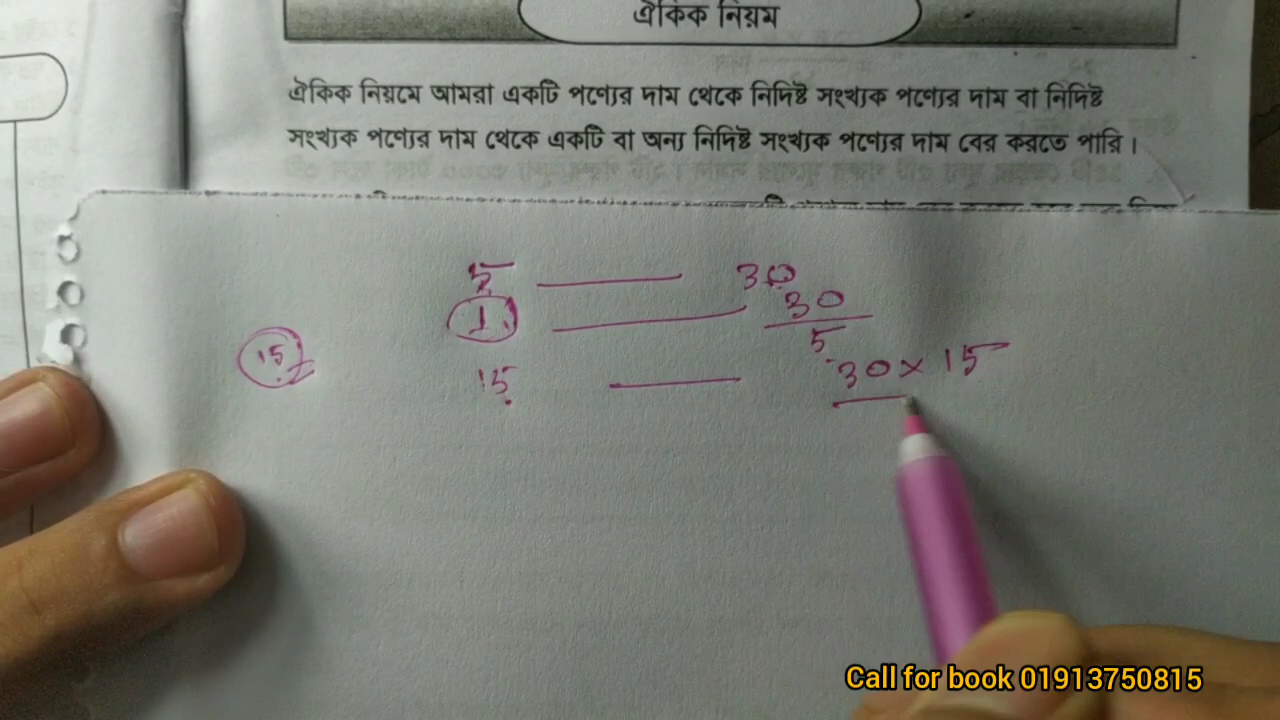 ঐকিক নিয়ম
ঐকিক নিয়মে আমরা একটি পণ্যের দাম থেকে নির্দিষ্ট সংখ্যক পণ্যের দাম বা নির্দিষ্ট
সংখ্যক পণ্যের দাম থেকে একটি বা অন্য নির্দিষ্ট সংখ্যক পণ্যের দাম বের করতে পারি।
5 30
1 30
5
15
15 30 × 15
Call for book 01913750815